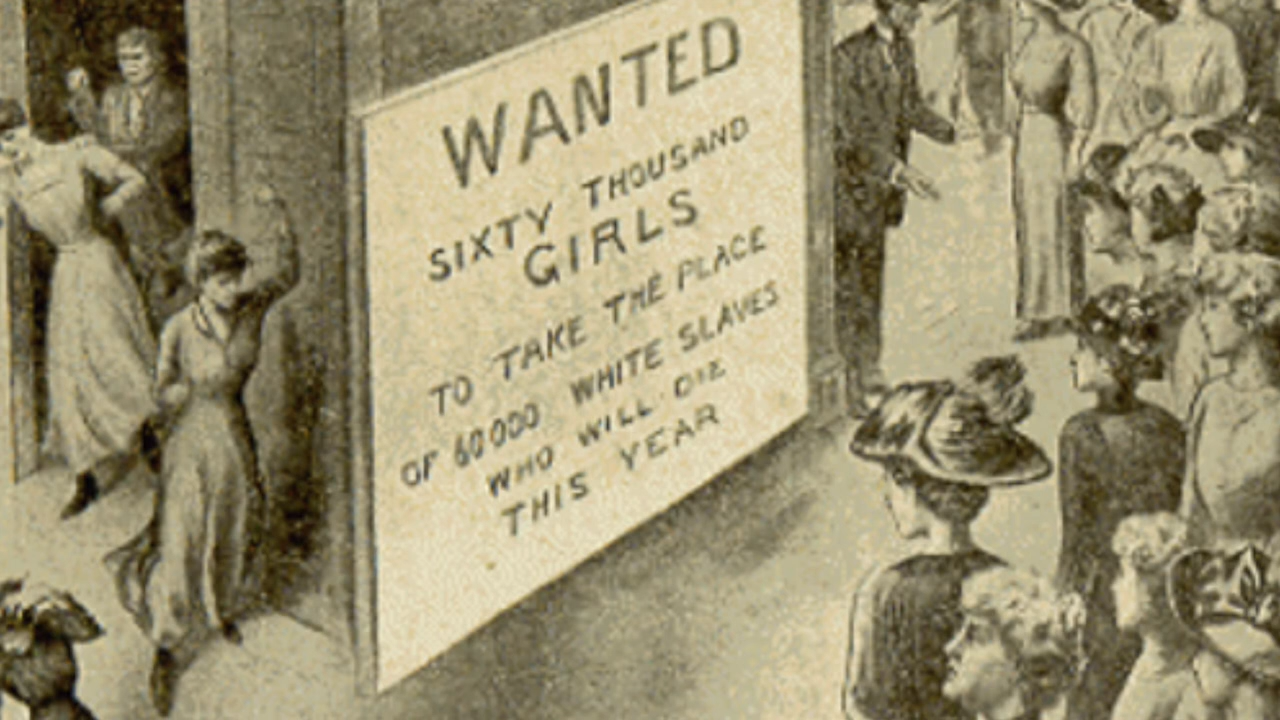 WANTED
SIXTY THOUSAND
GIRLS
TO TAKE THE PLACE
OF 60000 WHITE SLAVES
WHO WILL DIE
THIS YEAR